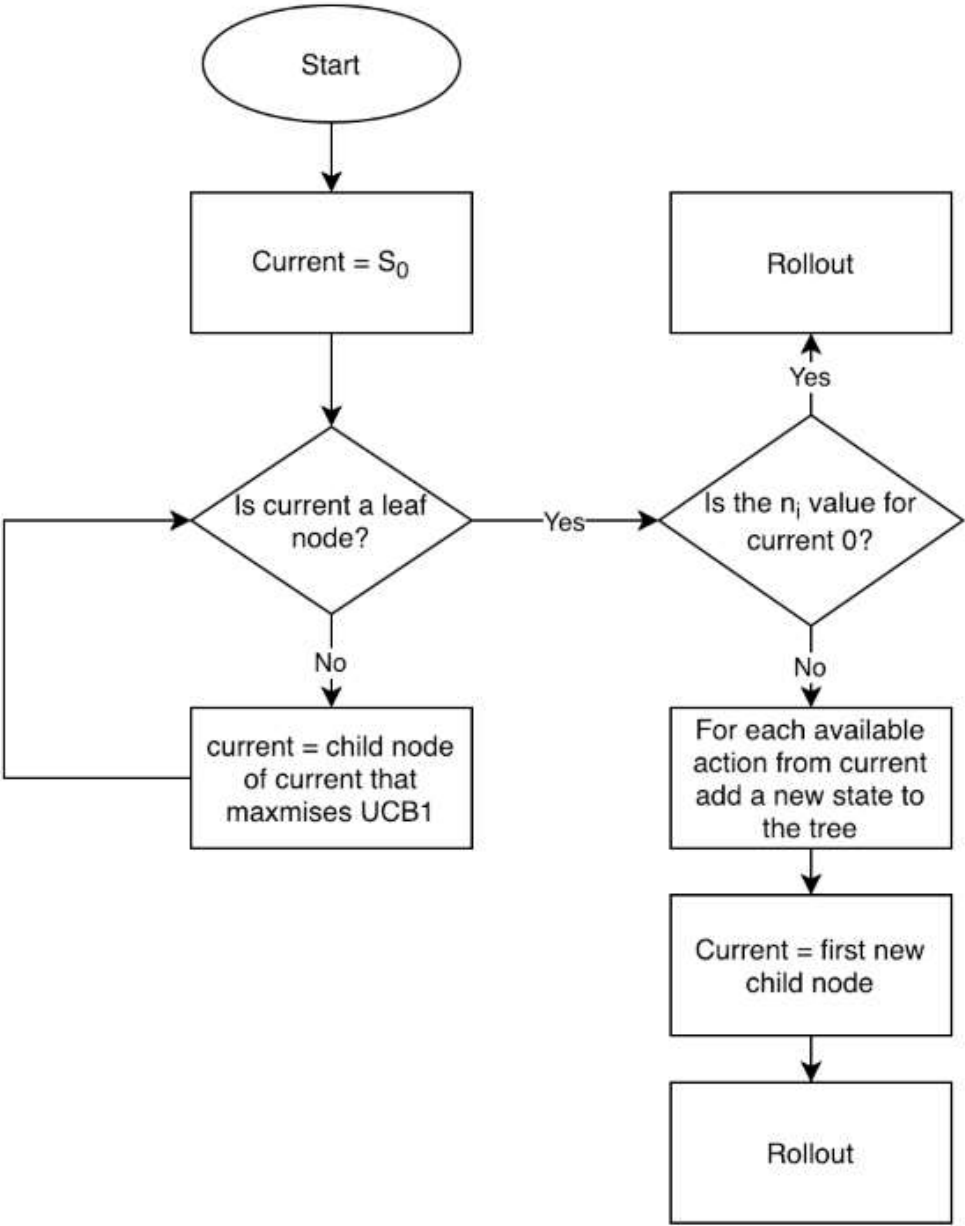 Start
Current = S₀
Rollout
Yes
Is current a leaf
node?
Yes
Is the nᵢ value for
current 0?
No
No
current = child node
of current that
maxmises UCB1
For each available
action from current
add a new state to
the tree
Current = first new
child node
Rollout